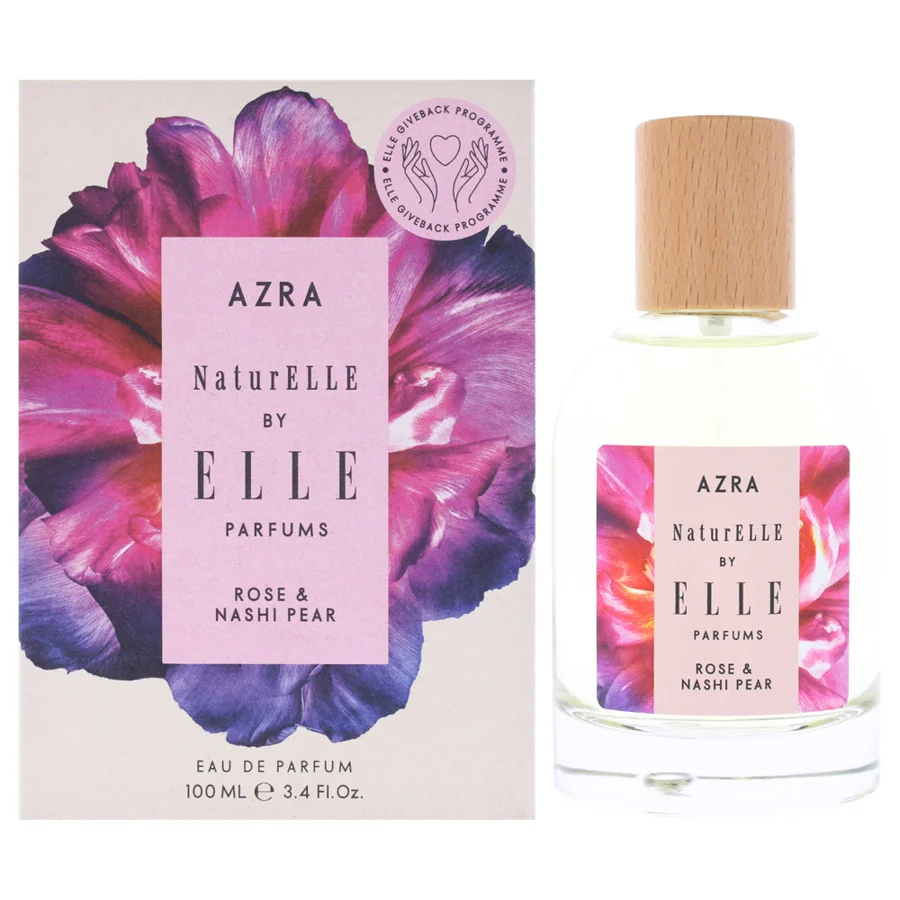 ELLE GIVEBACK PROGRAMME
ELLE GIVEBACK PROGRAMME
AZRA
NaturELLE
BY
ELLE
PARFUMS
ROSE &
NASHI PEAR
EAU DE PARFUM
100 ML ℮ 3.4 Fl.Oz.
AZRA
NaturELLE
BY
ELLE
PARFUMS
ROSE &
NASHI PEAR